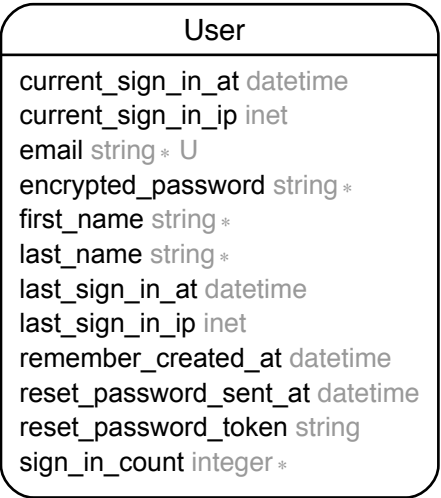 User
current_sign_in_at datetime
current_sign_in_ip inet
email string * U
encrypted_password string *
first_name string *
last_name string *
last_sign_in_at datetime
last_sign_in_ip inet
remember_created_at datetime
reset_password_sent_at datetime
reset_password_token string
sign_in_count integer *